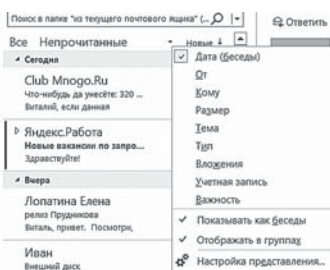 Поиск в папке "из текущего почтового ящика" (...
Ответить
Все Непрочитанные Новые ↓
Сегодня
Club Mnogo.Ru
Что-нибудь да унесёте: 320 ...
Виталий, если данная
Яндекс.Работа
Новые вакансии по запро...
Здравствуйте!
Вчера
Лопатина Елена
релиз Прудникова
Виталь, привет. Посмотри,
Иван
Внешний диск
Дата (беседы)
От
Кому
Размер
Тема
Тип
Вложения
Учетная запись
Важность
Показывать как беседы
Отображать в группах
Настройка представления...